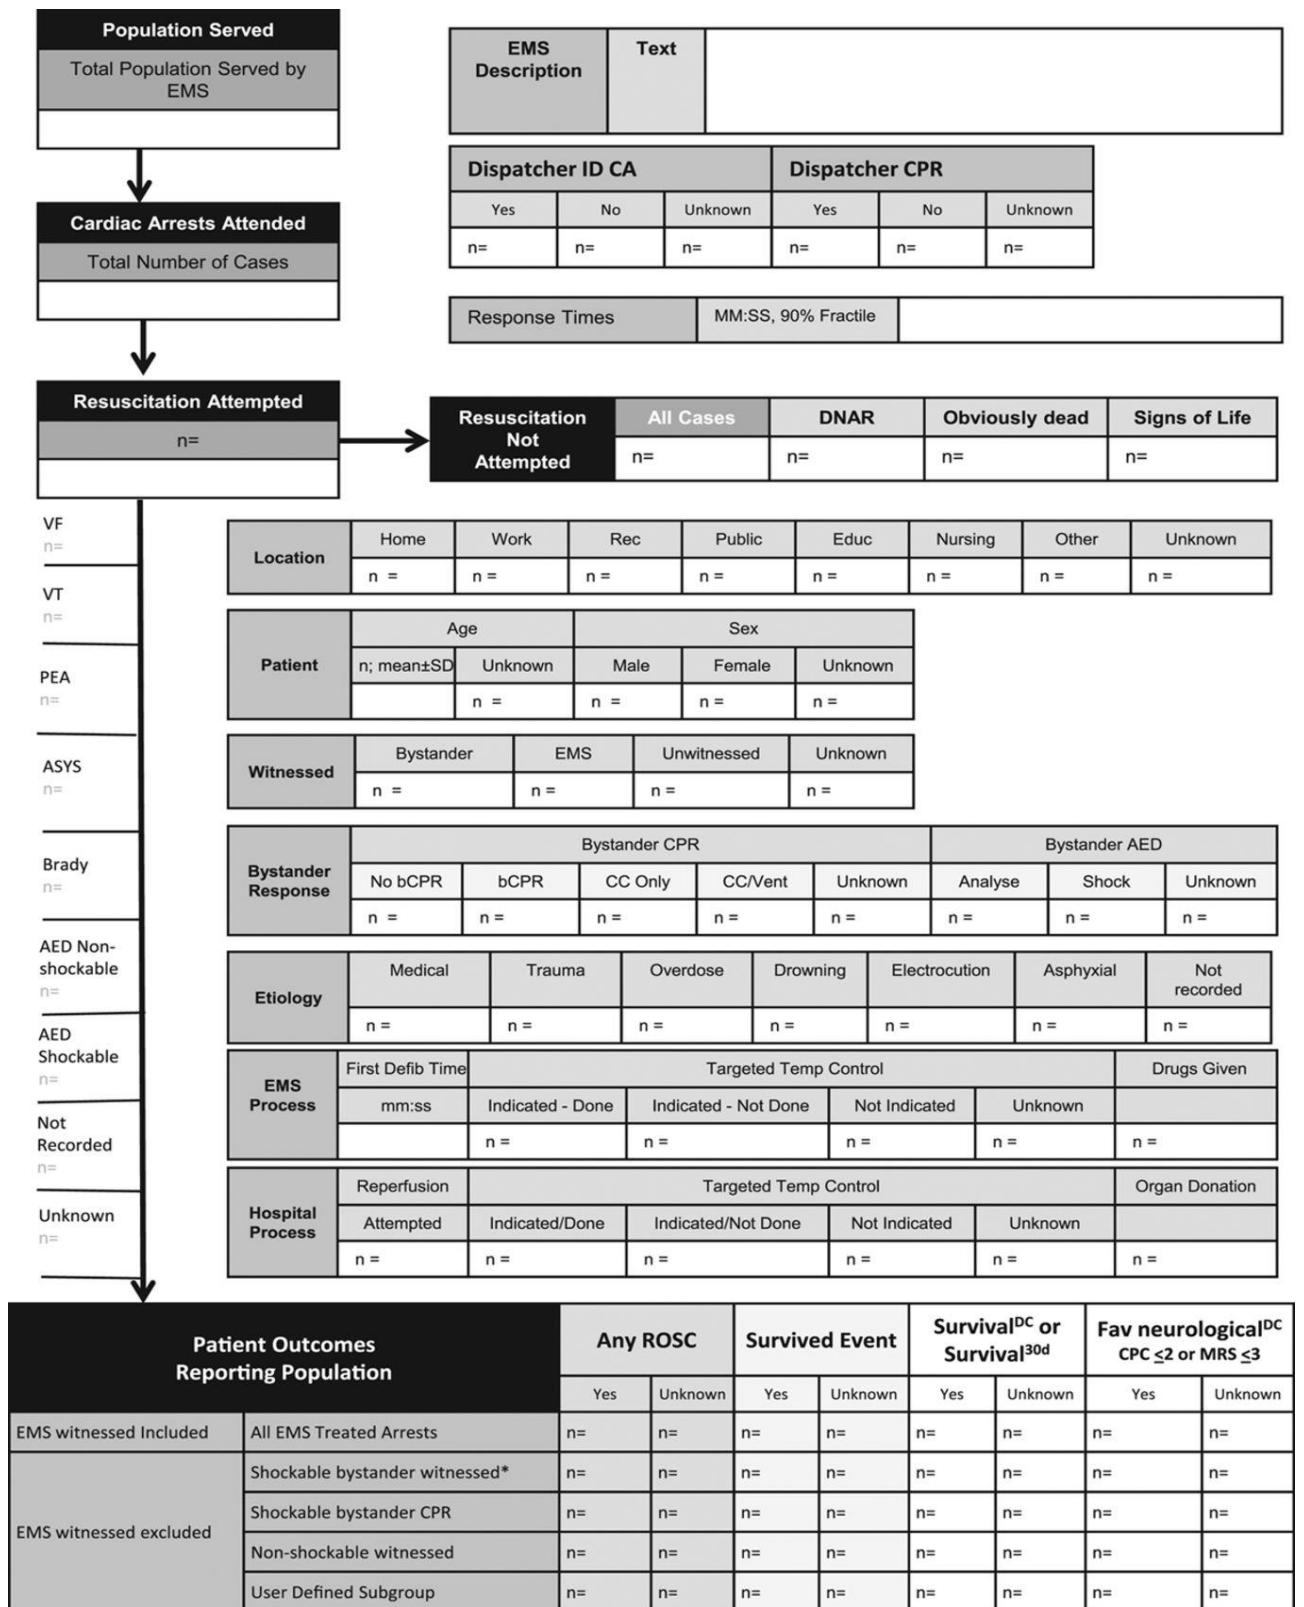 Population Served
Total Population Served by
EMS
EMS
Description
Text
Dispatcher ID CA Dispatcher CPR
Yes No Unknown Yes No Unknown
n= n= n= n= n= n=
Cardiac Arrests Attended
Total Number of Cases
Response Times MM:SS, 90% Fractile
Resuscitation Attempted
n=
Resuscitation
Not
Attempted
All Cases DNAR Obviously dead Signs of Life
n= n= n= n=
VF
n=
VT
n=
PEA
n=
ASYS
n=
Brady
n=
AED Non-
shockable
n=
AED
Shockable
n=
Not
Recorded
n=
Unknown
n=
Location
Home Work Rec Public Educ Nursing Other Unknown
n = n = n = n = n = n = n = n =
Patient
Age Sex
n; mean±SD Unknown Male Female Unknown
n = n = n = n =
Witnessed
Bystander EMS Unwitnessed Unknown
n = n = n = n =
Bystander
Response
Bystander CPR Bystander AED
No bCPR bCPR CC Only CC/Vent Unknown Analyse Shock Unknown
n = n = n = n = n = n = n = n =
Etiology
Medical Trauma Overdose Drowning Electrocution Asphyxial Not
recorded
n = n = n = n = n = n = n =
EMS
Process
First Defib Time Targeted Temp Control Drugs Given
mm:ss Indicated - Done Indicated - Not Done Not Indicated Unknown
n = n = n = n = n =
Hospital
Process
Reperfusion Targeted Temp Control Organ Donation
Attempted Indicated/Done Indicated/Not Done Not Indicated Unknown
n = n = n = n = n = n =
Patient Outcomes
Reporting Population
Any ROSC Survived Event Survival^DC or
Survival^30d
Fav neurological^DC
CPC ≤2 or MRS ≤3
Yes Unknown Yes Unknown Yes Unknown Yes Unknown
EMS witnessed Included All EMS Treated Arrests n= n= n= n= n= n= n= n=
EMS witnessed excluded
Shockable bystander witnessed* n= n= n= n= n= n= n= n=
Shockable bystander CPR n= n= n= n= n= n= n= n=
Non-shockable witnessed n= n= n= n= n= n= n= n=
User Defined Subgroup n= n= n= n= n= n= n= n=